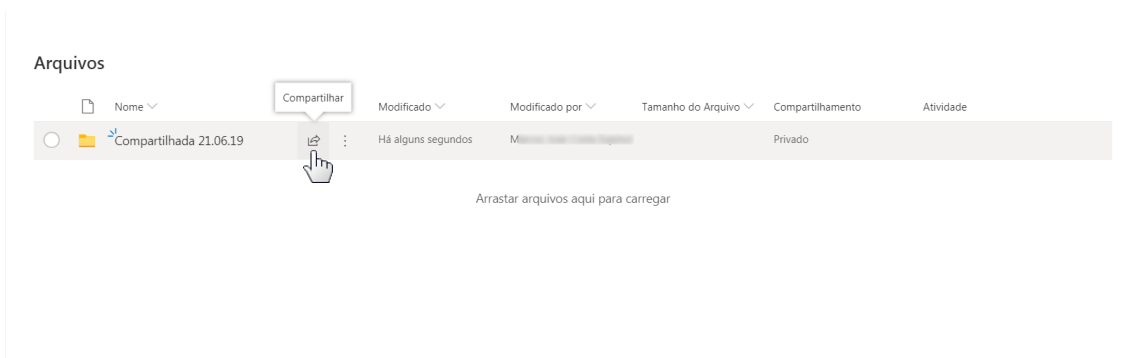 Arquivos
Compartilhar
Nome Modificado Modificado por Tamanho do Arquivo Compartilhamento Atividade
Compartilhada 21.06.19 Há alguns segundos Privado
Arrastar arquivos aqui para carregar